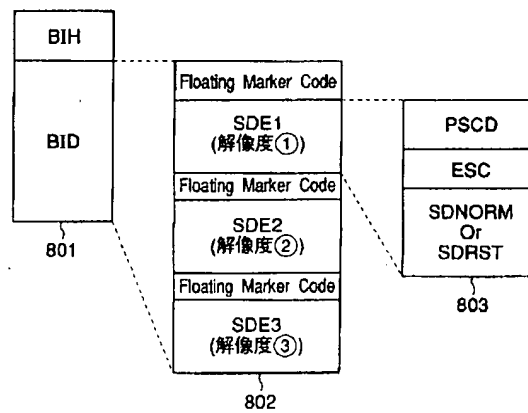 BIH
BID
801
Floating Marker Code
SDE1
(解像度①)
Floating Marker Code
SDE2
(解像度②)
Floating Marker Code
SDE3
(解像度③)
802
PSCD
ESC
SDNORM
Or
SDRST
803